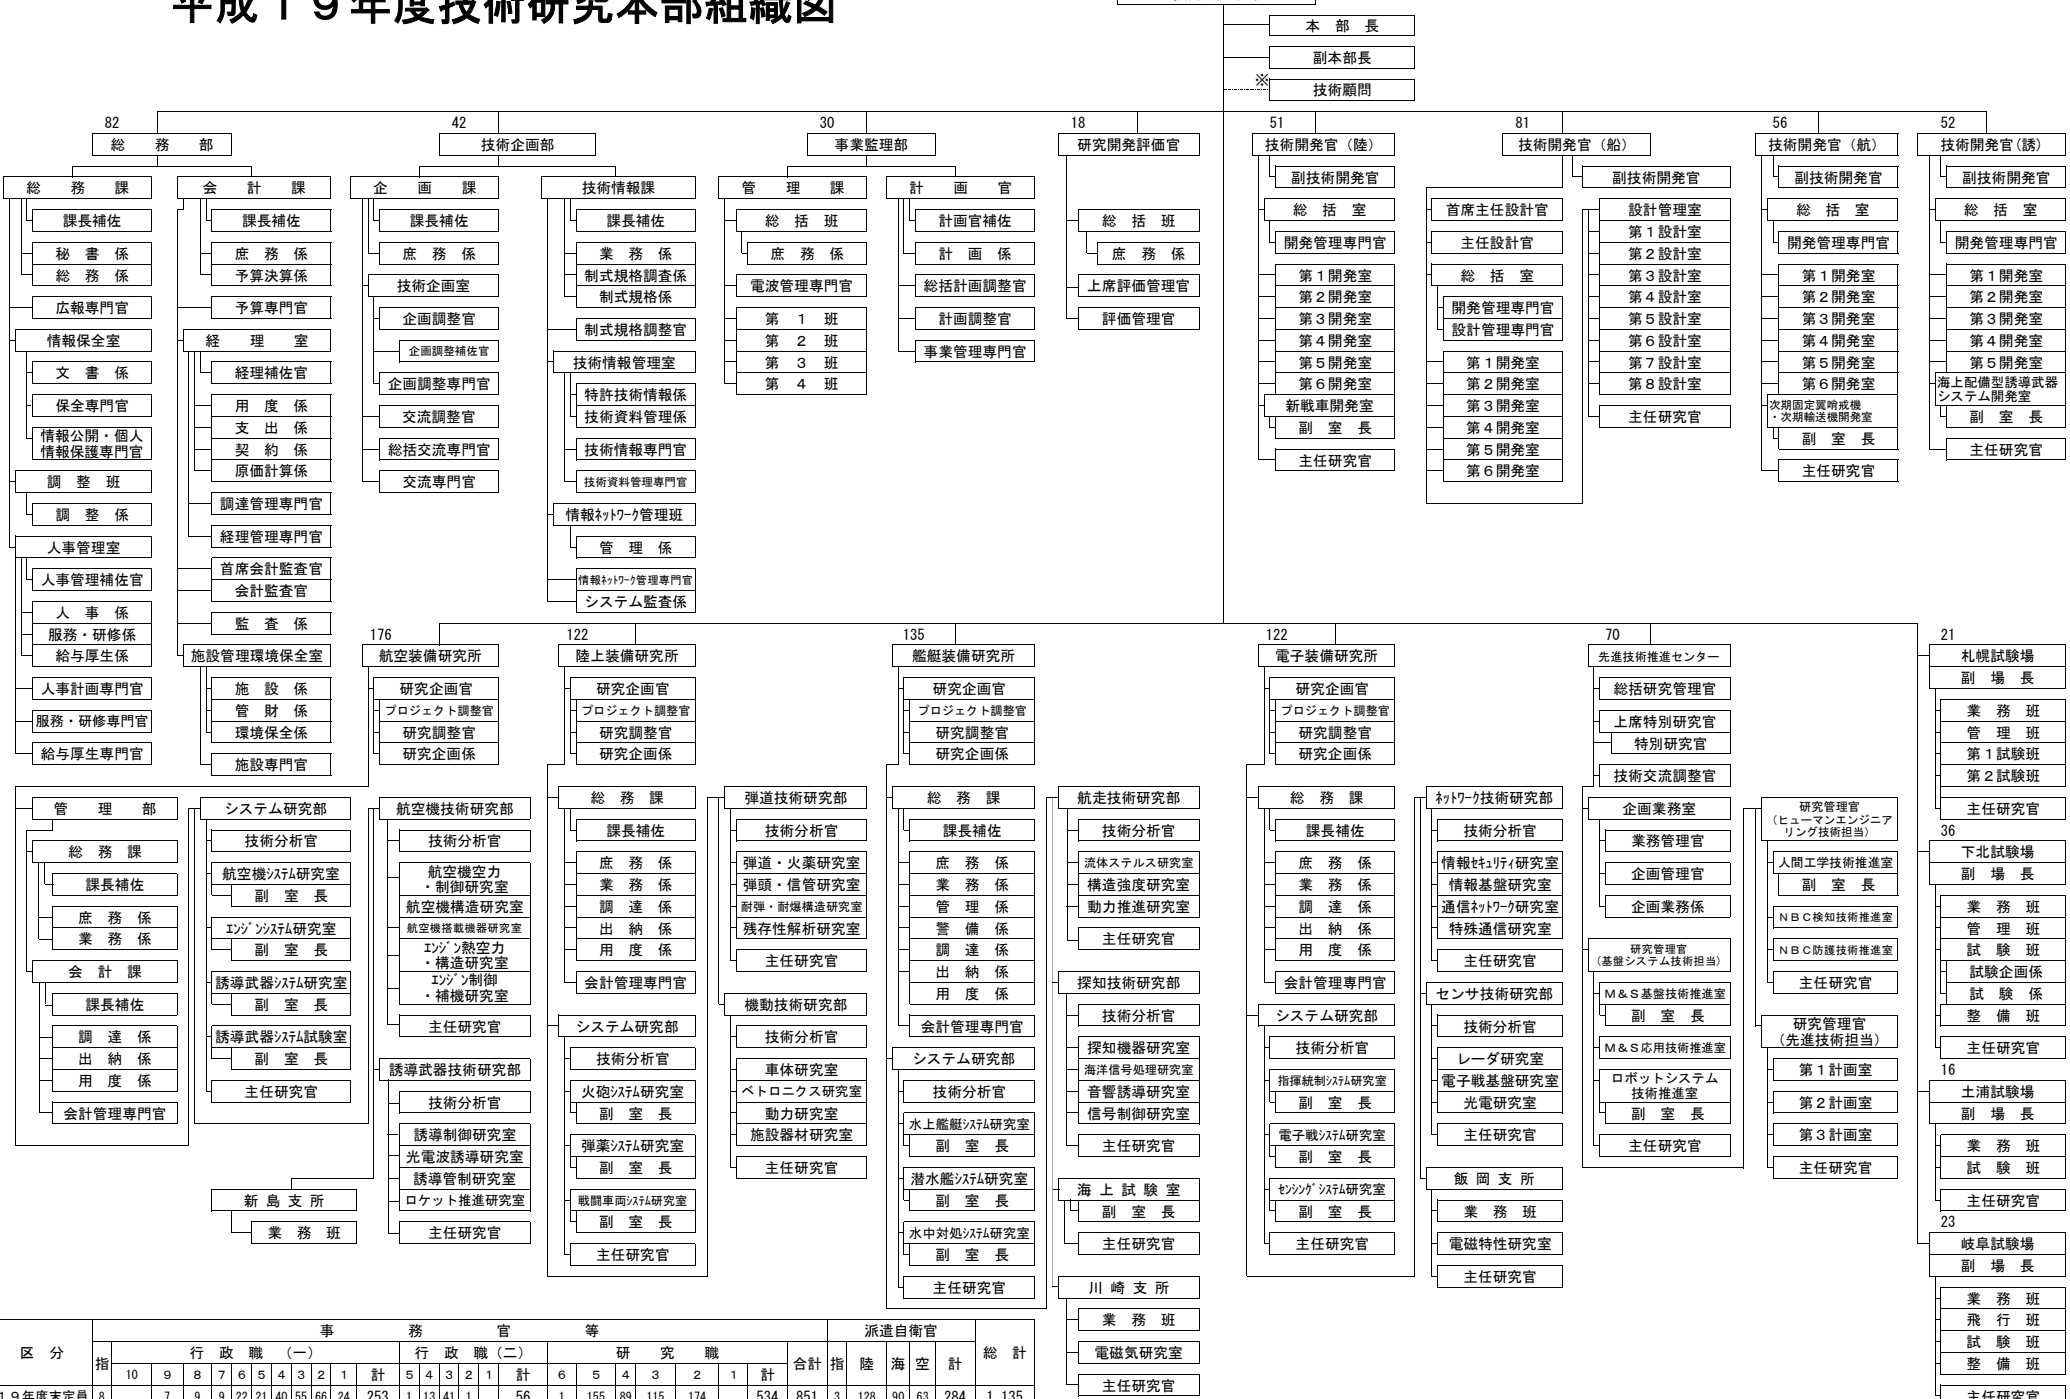 平成１９年度技術研究本部組織図
本部長
副本部長
※
技術顧問
82
総務部
総務課
課長補佐
秘書係
総務係
広報専門官
情報保全室
文書係
保全専門官
情報公開・個人
情報保護専門官
調整班
調整係
人事管理室
人事管理補佐官
人事係
服務・研修係
給与厚生係
人事計画専門官
服務・研修専門官
給与厚生専門官
会計課
課長補佐
庶務係
予算決算係
予算専門官
経理室
経理補佐官
用度係
支出係
契約係
原価計算係
調達管理専門官
経理管理専門官
首席会計監査官
会計監査官
監査係
施設管理環境保全室
施設係
管財係
環境保全係
施設専門官
42
技術企画部
企画課
課長補佐
庶務係
技術企画室
企画調整官
企画調整補佐官
企画調整専門官
交流調整官
総括交流専門官
交流専門官
技術情報課
課長補佐
業務係
制式規格調査係
制式規格係
制式規格調整官
技術情報管理室
特許技術情報係
技術資料管理係
技術情報専門官
技術資料管理専門官
情報ﾈｯﾄﾜｰｸ管理班
管理係
情報ﾈｯﾄﾜｰｸ管理専門官
システム監査係
30
事業監理部
管理課
総括班
庶務係
電波管理専門官
第１班
第２班
第３班
第４班
計画官
計画官補佐
計画係
総括計画調整官
計画調整官
事業管理専門官
18
研究開発評価官
総括班
庶務係
上席評価管理官
評価管理官
51
技術開発官（陸）
副技術開発官
総括室
開発管理専門官
第１開発室
第２開発室
第３開発室
第４開発室
第５開発室
第６開発室
新戦車開発室
副室長
主任研究官
81
技術開発官（船）
副技術開発官
首席主任設計官
主任設計官
総括室
開発管理専門官
設計管理専門官
第１開発室
第２開発室
第３開発室
第４開発室
第５開発室
第６開発室
設計管理室
第１設計室
第２設計室
第３設計室
第４設計室
第５設計室
第６設計室
第７設計室
第８設計室
主任研究官
56
技術開発官（航）
副技術開発官
総括室
開発管理専門官
第１開発室
第２開発室
第３開発室
第４開発室
第５開発室
第６開発室
次期固定翼哨戒機
・次期輸送機開発室
副室長
主任研究官
52
技術開発官（誘）
副技術開発官
総括室
開発管理専門官
第１開発室
第２開発室
第３開発室
第４開発室
第５開発室
海上配備型誘導武器
システム開発室
副室長
主任研究官
176
航空装備研究所
研究企画官
プロジェクト調整官
研究調整官
研究企画係
管理部
総務課
課長補佐
庶務係
業務係
会計課
課長補佐
調達係
出納係
用度係
会計管理専門官
システム研究部
技術分析官
航空機ｼｽﾃﾑ研究室
副室長
ｴﾝｼﾞﾝｼｽﾃﾑ研究室
副室長
誘導武器ｼｽﾃﾑ研究室
副室長
誘導武器ｼｽﾃﾑ試験室
副室長
主任研究官
航空機技術研究部
技術分析官
航空機空力
・制御研究室
航空機構造研究室
航空機搭載機器研究室
ｴﾝｼﾞﾝ熱空力
・構造研究室
ｴﾝｼﾞﾝ制御
・補機研究室
主任研究官
誘導武器技術研究部
技術分析官
誘導制御研究室
光電波誘導研究室
誘導管制研究室
ロケット推進研究室
主任研究官
新島支所
業務班
122
陸上装備研究所
研究企画官
プロジェクト調整官
研究調整官
研究企画係
総務課
課長補佐
庶務係
業務係
調達係
出納係
用度係
会計管理専門官
システム研究部
技術分析官
火砲ｼｽﾃﾑ研究室
副室長
弾薬ｼｽﾃﾑ研究室
副室長
戦闘車両ｼｽﾃﾑ研究室
副室長
主任研究官
弾道技術研究部
技術分析官
弾道・火薬研究室
弾頭・信管研究室
耐弾・耐爆構造研究室
残存性解析研究室
主任研究官
機動技術研究部
技術分析官
車体研究室
ベトロニクス研究室
動力研究室
施設器材研究室
主任研究官
135
艦艇装備研究所
研究企画官
プロジェクト調整官
研究調整官
研究企画係
総務課
課長補佐
庶務係
業務係
管理係
警備係
調達係
出納係
用度係
会計管理専門官
システム研究部
技術分析官
水上艦艇ｼｽﾃﾑ研究室
副室長
潜水艦ｼｽﾃﾑ研究室
副室長
水中対処ｼｽﾃﾑ研究室
副室長
主任研究官
航走技術研究部
技術分析官
流体ステルス研究室
構造強度研究室
動力推進研究室
主任研究官
探知技術研究部
技術分析官
探知機器研究室
海洋信号処理研究室
音響誘導研究室
信号制御研究室
主任研究官
海上試験室
副室長
主任研究官
川崎支所
業務班
電磁気研究室
主任研究官
122
電子装備研究所
研究企画官
プロジェクト調整官
研究調整官
研究企画係
総務課
課長補佐
庶務係
業務係
調達係
出納係
用度係
会計管理専門官
システム研究部
技術分析官
指揮統制ｼｽﾃﾑ研究室
副室長
電子戦ｼｽﾃﾑ研究室
副室長
ｾﾝｼﾝｸﾞｼｽﾃﾑ研究室
副室長
主任研究官
ﾈｯﾄﾜｰｸ技術研究部
技術分析官
情報ｾｷｭﾘﾃｨ研究室
情報基盤研究室
通信ﾈｯﾄﾜｰｸ研究室
特殊通信研究室
主任研究官
センサ技術研究部
技術分析官
レーダ研究室
電子戦基盤研究室
光電研究室
主任研究官
飯岡支所
業務班
電磁特性研究室
主任研究官
70
先進技術推進センター
総括研究管理官
上席特別研究官
特別研究官
技術交流調整官
企画業務室
業務管理官
企画管理官
企画業務係
研究管理官
（基盤システム技術担当）
Ｍ＆Ｓ基盤技術推進室
副室長
Ｍ＆Ｓ応用技術推進室
ロボットシステム
技術推進室
副室長
主任研究官
研究管理官
（ヒューマンエンジニア
リング技術担当）
人間工学技術推進室
副室長
ＮＢＣ検知技術推進室
ＮＢＣ防護技術推進室
主任研究官
研究管理官
（先進技術担当）
第１計画室
第２計画室
第３計画室
主任研究官
21
札幌試験場
副場長
業務班
管理班
第１試験班
第２試験班
主任研究官
36
下北試験場
副場長
業務班
管理班
試験班
試験企画係
試験係
整備班
主任研究官
16
土浦試験場
副場長
業務班
試験班
主任研究官
23
岐阜試験場
副場長
業務班
飛行班
試験班
整備班
主任研究官
事務官等 派遣自衛官
区分 指 行政職（一） 行政職（二） 研究職 合計 指 陸 海 空 計 総計
10 9 8 7 6 5 4 3 2 1 計 5 4 3 2 1 計 6 5 4 3 2 1 計
１９年度末定員 8 7 9 9 22 21 40 55 66 24 253 1 13 41 1 56 1 155 89 115 174 534 851 3 128 90 63 284 1,135